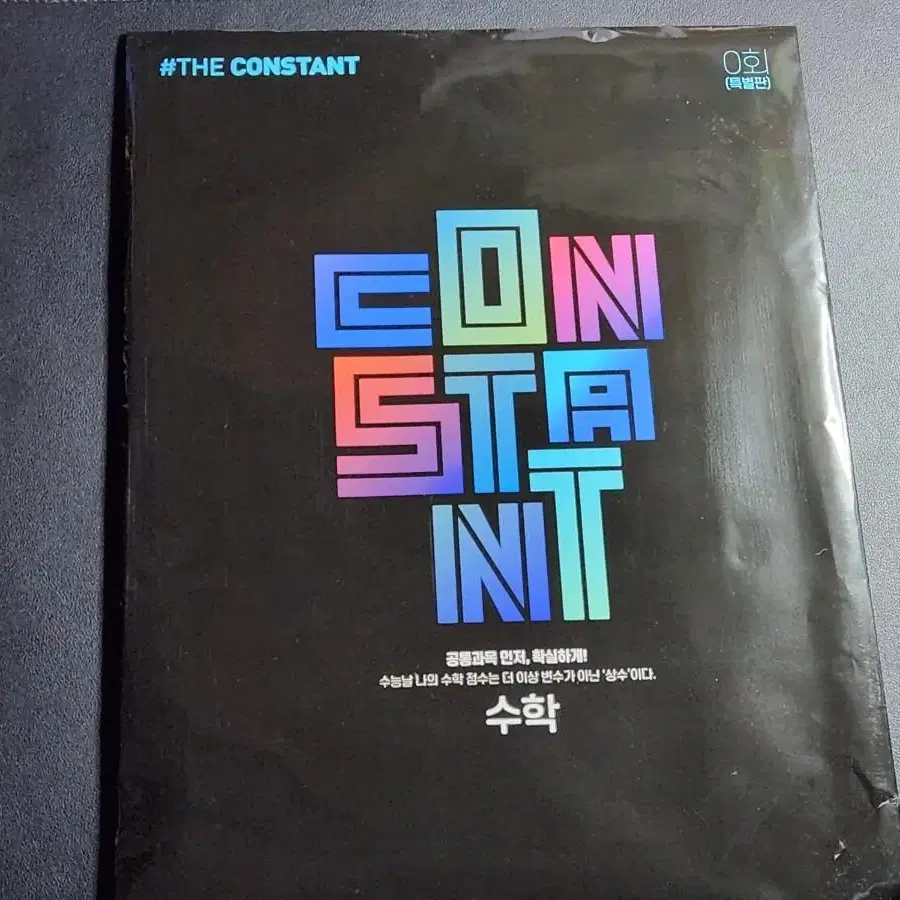 #THE CONSTANT
0회
(특별판)
CON
STA
NT
공통과목 먼저, 확실하게!
수능날 나의 수학 점수는 더 이상 변수가 아닌 '상수'이다.
수학